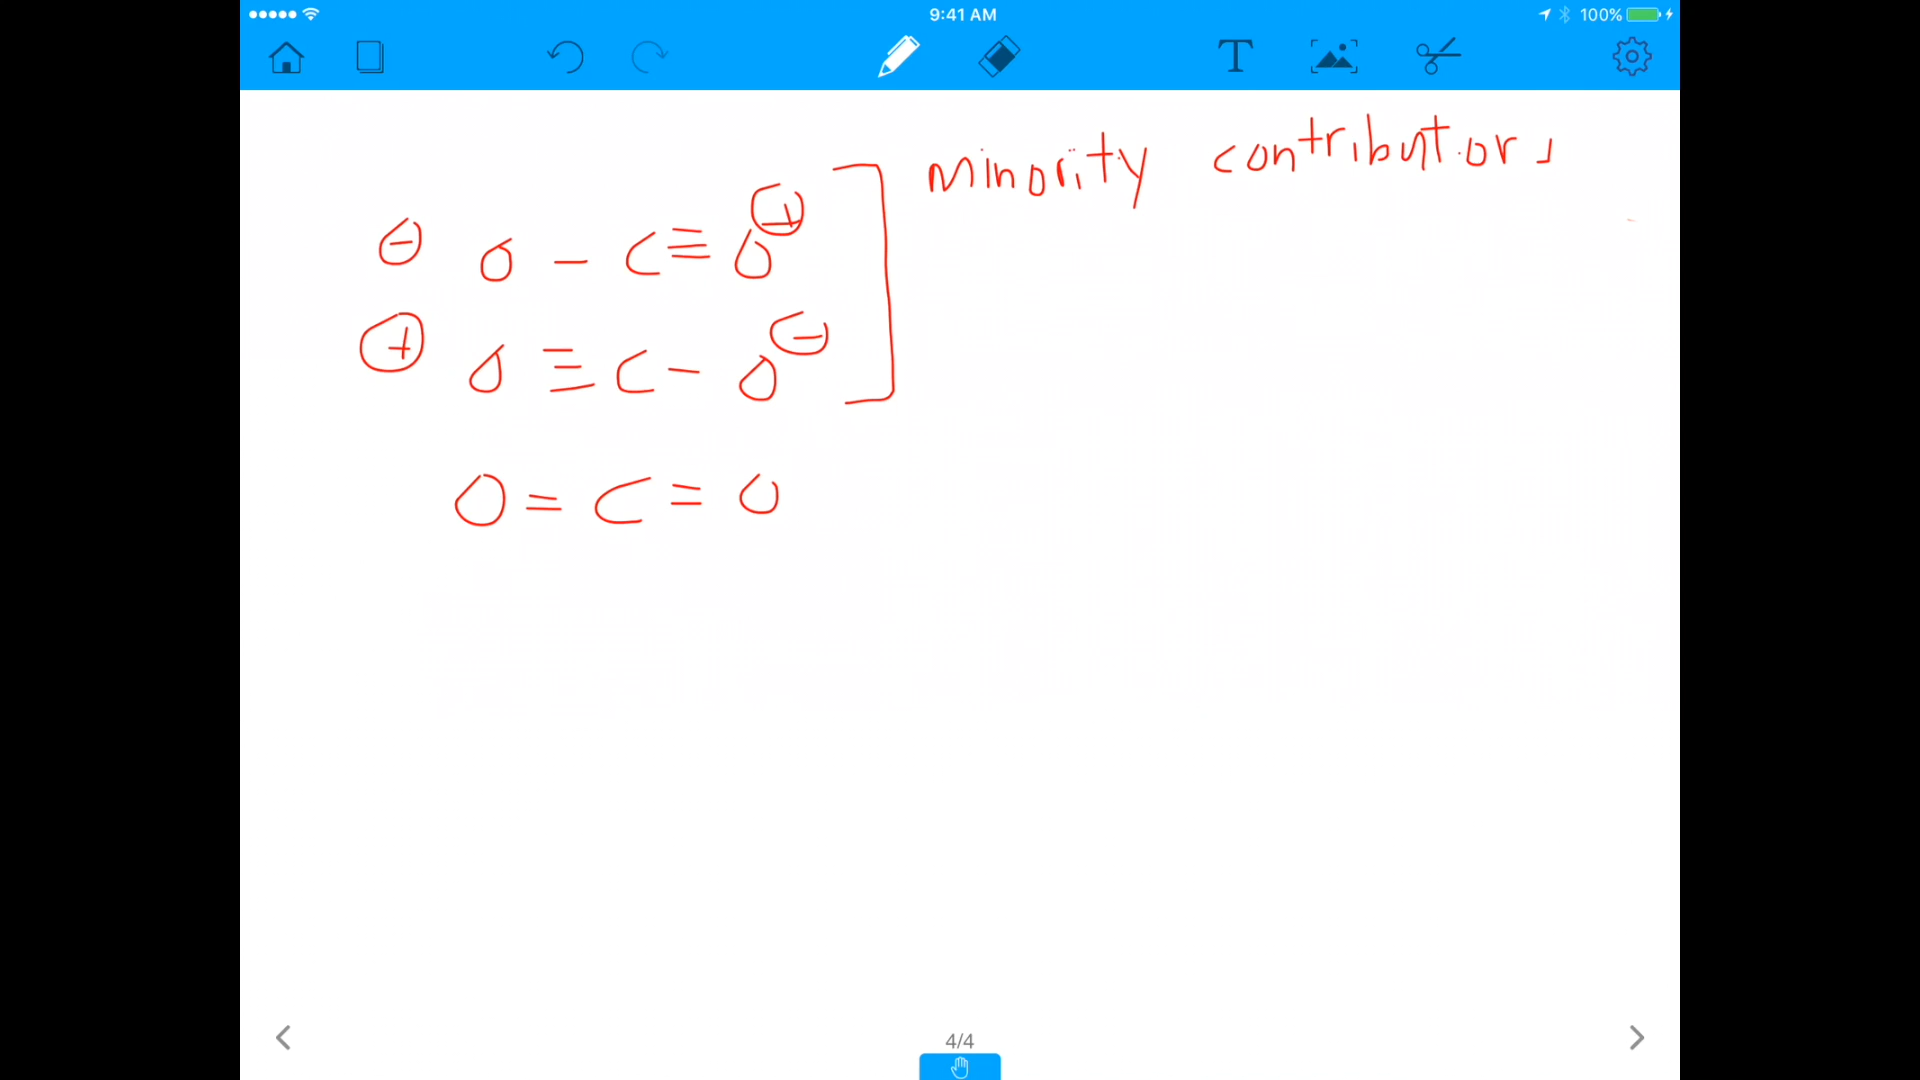 9:41 AM 100%
T
minority contributors
⊖ O - C ≡ O ⊕
⊕ O ≡ C - O ⊖
O = C = O
4/4